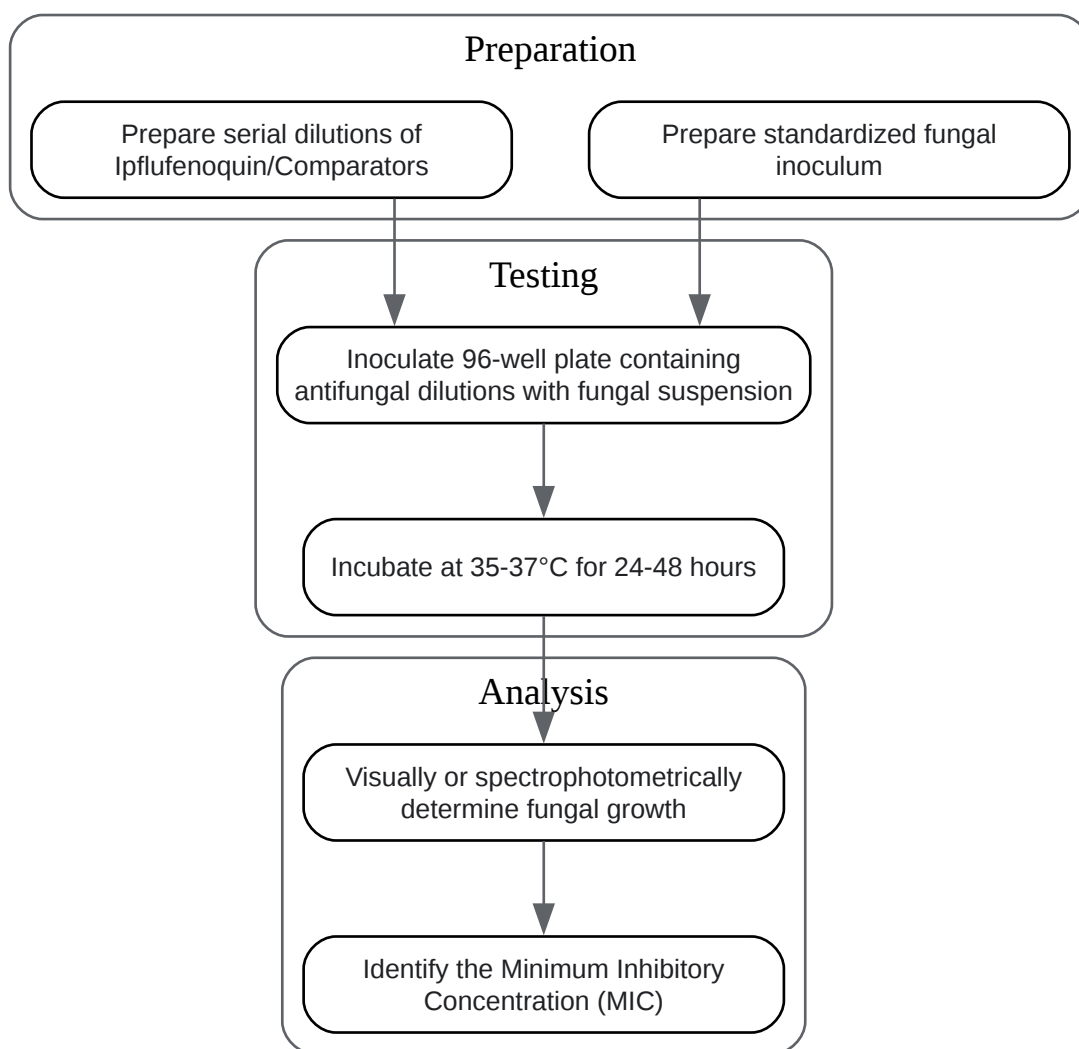 Preparation
Prepare serial dilutions of
Ipflufenoquin/Comparators
Prepare standardized fungal
inoculum
Testing
Inoculate 96-well plate containing
antifungal dilutions with fungal suspension
Incubate at 35-37°C for 24-48 hours
Analysis
Visually or spectrophotometrically
determine fungal growth
Identify the Minimum Inhibitory
Concentration (MIC)